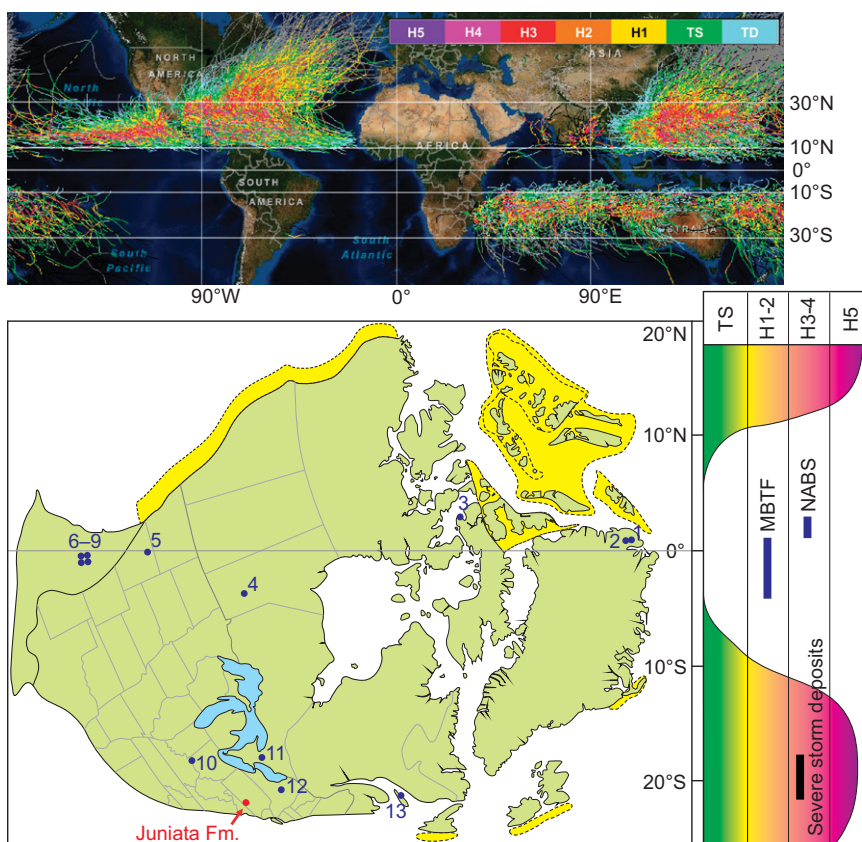 H5 H4 H3 H2 H1 TS TD
NORTH
AMERICA
ASIA
North
30°N
AFRICA
10°N
0°
SOUTH
AMERICA
10°S
South
Pacific
South
Atlantic
30°S
90°W 0° 90°E
TS H1-2 H3-4 H5
20°N
10°N
0°
10°S
20°S
MBTF
NABS
Severe storm deposits
3
1
2
6–9
5
4
10
11
12
13
Juniata Fm.